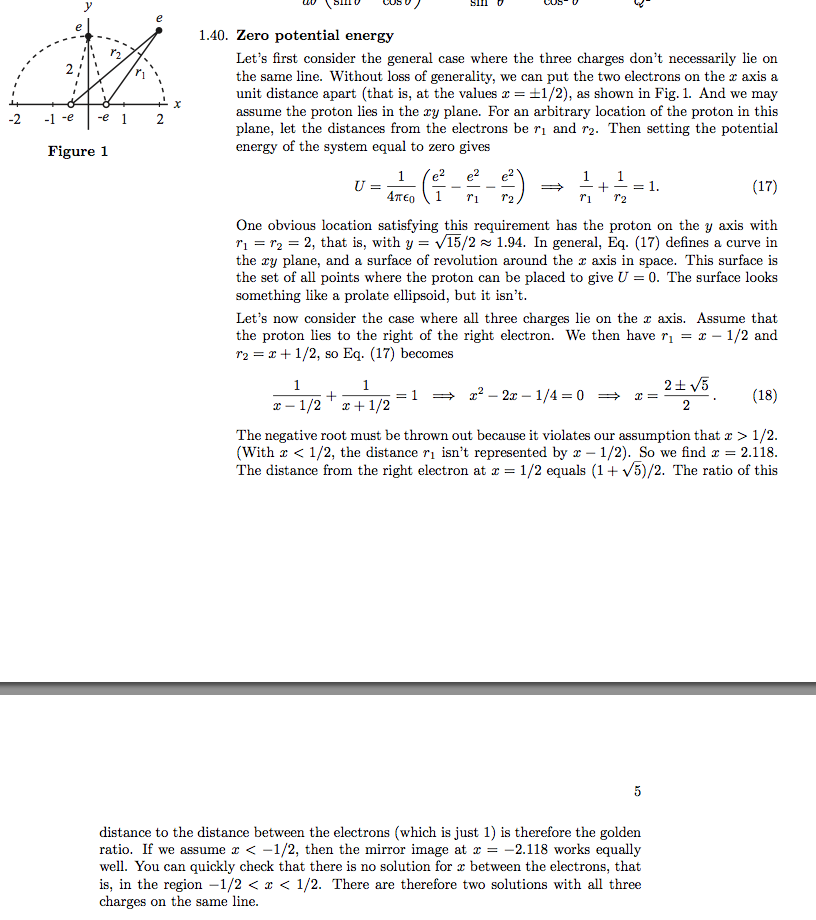 y
e
e
r2
2
r1
x
-2 -1 -e -e 1 2
Figure 1
1.40. Zero potential energy
Let's first consider the general case where the three charges don't necessarily lie on
the same line. Without loss of generality, we can put the two electrons on the x axis a
unit distance apart (that is, at the values x = ±1/2), as shown in Fig. 1. And we may
assume the proton lies in the xy plane. For an arbitrary location of the proton in this
plane, let the distances from the electrons be r₁ and r₂. Then setting the potential
energy of the system equal to zero gives
U = 1/(4πϵ₀) (e²/1 − e²/r₁ − e²/r₂) ⟹ 1/r₁ + 1/r₂ = 1. (17)
One obvious location satisfying this requirement has the proton on the y axis with
r₁ = r₂ = 2, that is, with y = √15/2 ≈ 1.94. In general, Eq. (17) defines a curve in
the xy plane, and a surface of revolution around the x axis in space. This surface is
the set of all points where the proton can be placed to give U = 0. The surface looks
something like a prolate ellipsoid, but it isn't.
Let's now consider the case where all three charges lie on the x axis. Assume that
the proton lies to the right of the right electron. We then have r₁ = x − 1/2 and
r₂ = x + 1/2, so Eq. (17) becomes
1/(x − 1/2) + 1/(x + 1/2) = 1 ⟹ x² − 2x − 1/4 = 0 ⟹ x = (2 ± √5)/2 . (18)
The negative root must be thrown out because it violates our assumption that x > 1/2.
(With x < 1/2, the distance r₁ isn't represented by x − 1/2). So we find x = 2.118.
The distance from the right electron at x = 1/2 equals (1 + √5)/2. The ratio of this
5
distance to the distance between the electrons (which is just 1) is therefore the golden
ratio. If we assume x < −1/2, then the mirror image at x = −2.118 works equally
well. You can quickly check that there is no solution for x between the electrons, that
is, in the region −1/2 < x < 1/2. There are therefore two solutions with all three
charges on the same line.